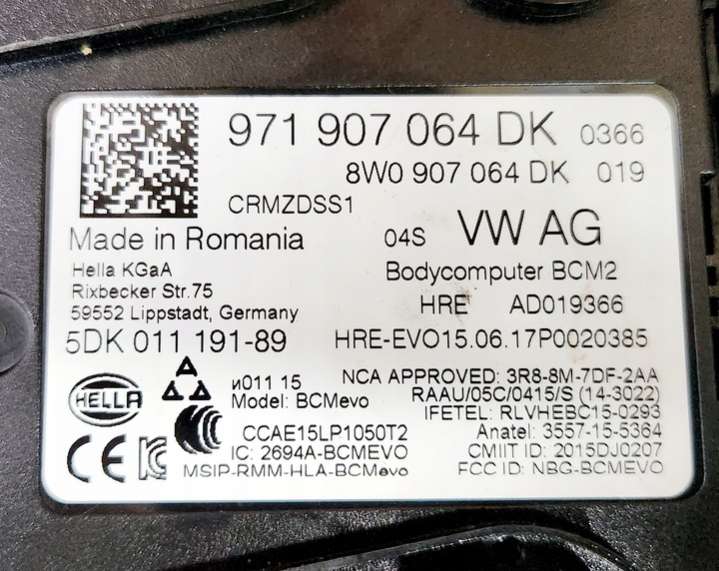 971 907 064 DK 0366
8W0 907 064 DK 019
CRMZDSS1
Made in Romania 04S VW AG
Hella KGaA Bodycomputer BCM2
Rixbecker Str.75 HRE AD019366
59552 Lippstadt, Germany
5DK 011 191-89 HRE-EVO15.06.17P0020385
HELLA
и011 15 NCA APPROVED: 3R8-8M-7DF-2AA
Model: BCMevo RAAU/05C/0415/S (14-3022)
IFETEL: RLVHEBC15-0293
CCAE15LP1050T2 Anatel: 3557-15-5364
IC: 2694A-BCMEVO CMIIT ID: 2015DJ0207
MSIP-RMM-HLA-BCMevo FCC ID: NBG-BCMEVO
CE